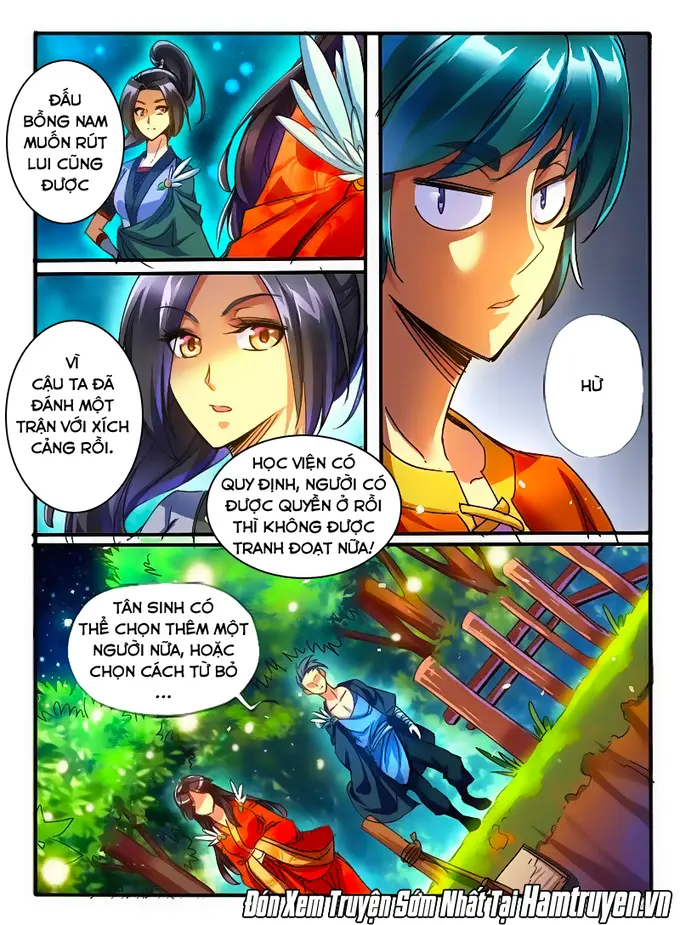 ĐẤU
BỒNG NAM
MUỐN RÚT
LUI CŨNG
ĐƯỢC
HỪ
VÌ
CẬU TA ĐÃ
ĐÁNH MỘT
TRẬN VỚI XÍCH
CẢNG RỒI.
HỌC VIỆN CÓ
QUY ĐỊNH, NGƯỜI CÓ
ĐƯỢC QUYỀN Ở RỒI
THÌ KHÔNG ĐƯỢC
TRANH ĐOẠT NỮA!
TÂN SINH CÓ
THỂ CHỌN THÊM MỘT
NGƯỜI NỮA, HOẶC
CHỌN CÁCH TỪ BỎ
...
Đón Xem Truyện Sớm Nhất Tại Hamtruyen.vn